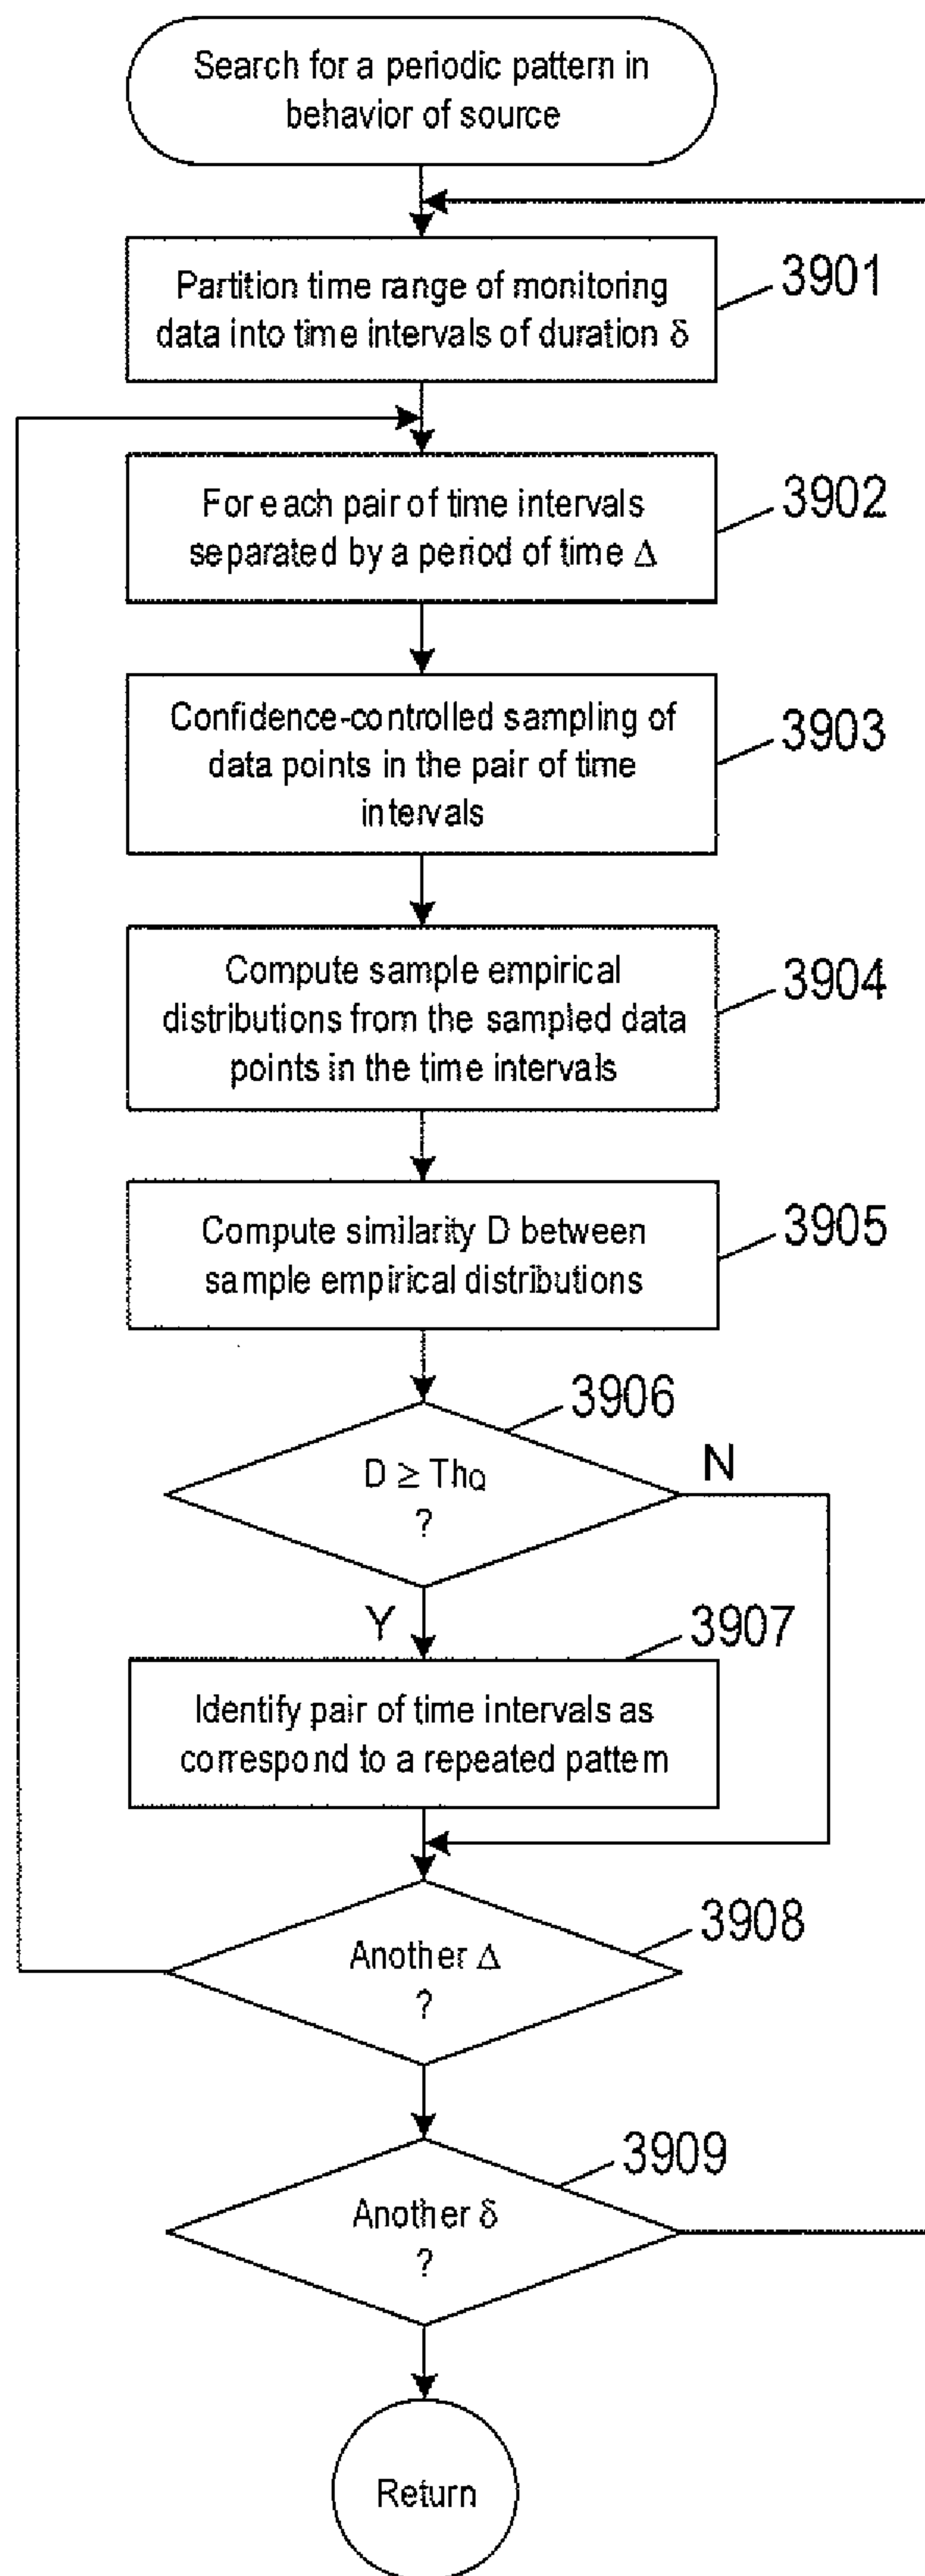 Search for a periodic pattern in
behavior of source
Partition time range of monitoring
data into time intervals of duration δ
3901
For each pair of time intervals
separated by a period of time Δ
3902
Confidence-controlled sampling of
data points in the pair of time
intervals
3903
Compute sample empirical
distributions from the sampled data
points in the time intervals
3904
Compute similarity D between
sample empirical distributions
3905
3906
D ≥ ThQ
?
N
Y
3907
Identify pair of time intervals as
correspond to a repeated pattern
3908
Another Δ
?
3909
Another δ
?
Return